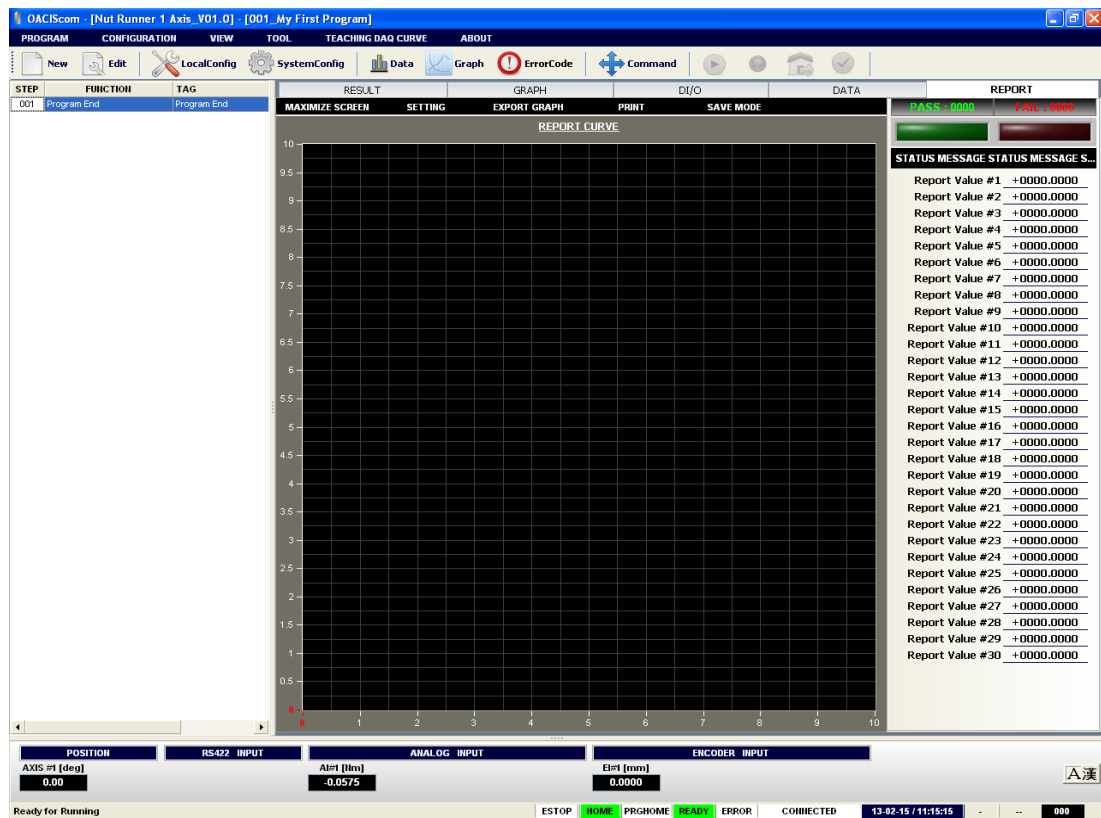 OACIScom - [Nut Runner 1 Axis_V01.0] - [001_My First Program]
PROGRAM CONFIGURATION VIEW TOOL TEACHING DAQ CURVE ABOUT
New Edit LocalConfig SystemConfig Data Graph ErrorCode Command
STEP FUNCTION TAG
001 Program End Program End
RESULT GRAPH DI/O DATA REPORT
MAXIMIZE SCREEN SETTING EXPORT GRAPH PRINT SAVE MODE
PASS : 0000 FAIL : 0000
REPORT CURVE
STATUS MESSAGE STATUS MESSAGE S...
10
9.5
9
8.5
8
7.5
7
6.5
6
5.5
5
4.5
4
3.5
3
2.5
2
1.5
1
0.5
0
0 1 2 3 4 5 6 7 8 9 10
Report Value #1 +0000.0000
Report Value #2 +0000.0000
Report Value #3 +0000.0000
Report Value #4 +0000.0000
Report Value #5 +0000.0000
Report Value #6 +0000.0000
Report Value #7 +0000.0000
Report Value #8 +0000.0000
Report Value #9 +0000.0000
Report Value #10 +0000.0000
Report Value #11 +0000.0000
Report Value #12 +0000.0000
Report Value #13 +0000.0000
Report Value #14 +0000.0000
Report Value #15 +0000.0000
Report Value #16 +0000.0000
Report Value #17 +0000.0000
Report Value #18 +0000.0000
Report Value #19 +0000.0000
Report Value #20 +0000.0000
Report Value #21 +0000.0000
Report Value #22 +0000.0000
Report Value #23 +0000.0000
Report Value #24 +0000.0000
Report Value #25 +0000.0000
Report Value #26 +0000.0000
Report Value #27 +0000.0000
Report Value #28 +0000.0000
Report Value #29 +0000.0000
Report Value #30 +0000.0000
POSITION RS422 INPUT ANALOG INPUT ENCODER INPUT
AXIS #1 [deg] AI#1 [Nm] EI#1 [mm]
0.00 -0.0575 0.0000
A漢
Ready for Running ESTOP HOME PRGHOME READY ERROR CONNECTED 13-02-15 / 11:15:15 - -- 000